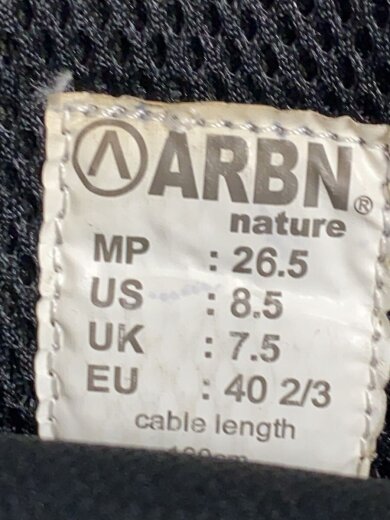 ARBN®
nature
MP : 26.5
US : 8.5
UK : 7.5
EU : 40 2/3
cable length